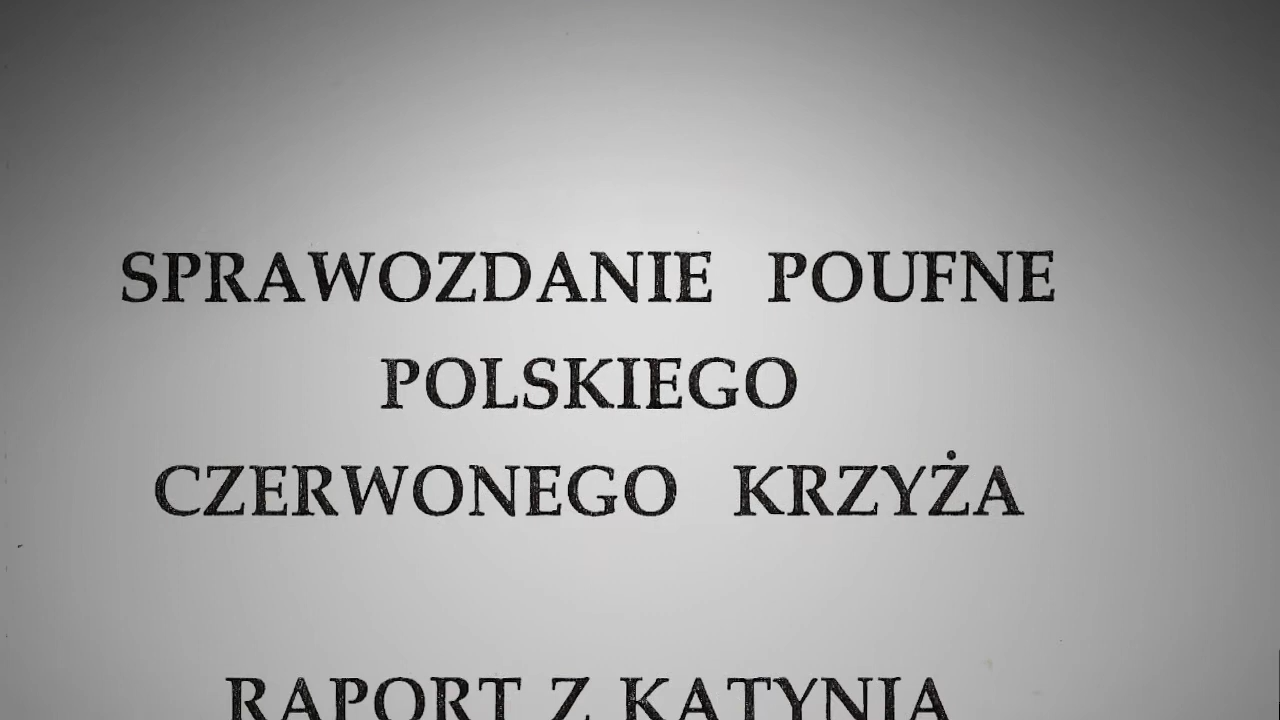 SPRAWOZDANIE POUFNE
POLSKIEGO
CZERWONEGO KRZYŻA
RAPORT Z KATYNIA